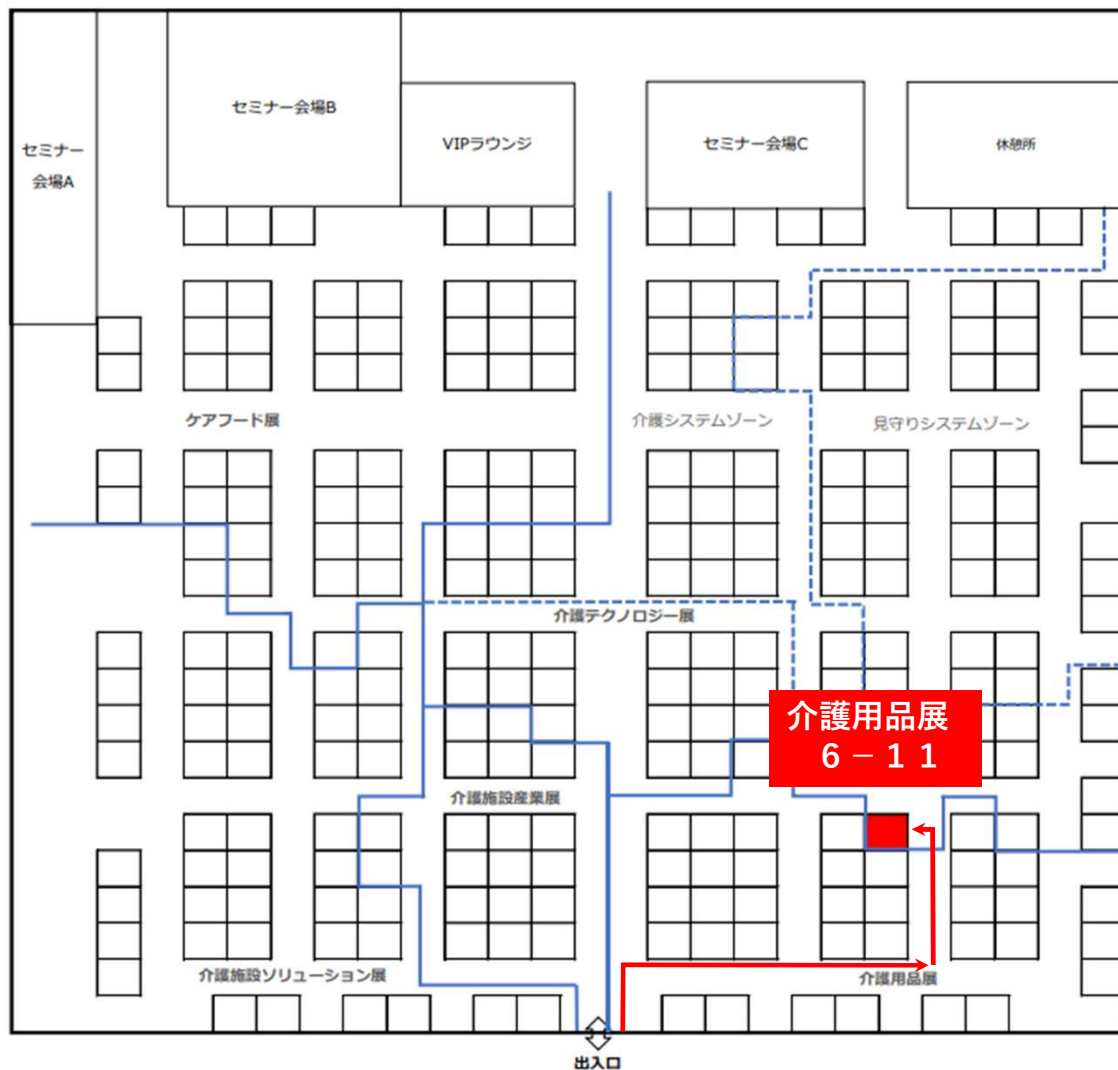 セミナー会場B
VIPラウンジ
セミナー会場C
休憩所
セミナー
会場A
ケアフード展
介護システムゾーン
見守りシステムゾーン
介護テクノロジー展
介護用品展
６－１１
介護施設産業展
介護施設ソリューション展
介護用品展
出入口